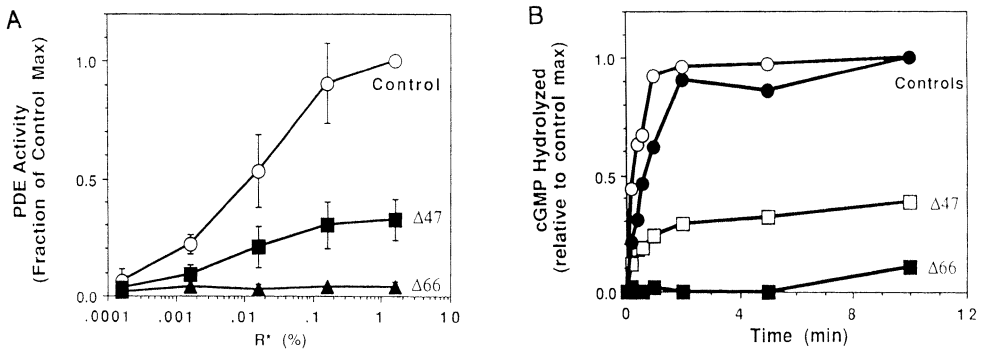 A
PDE Activity
(Fraction of Control Max)
1.0
0.5
0.0
Control
Δ47
Δ66
.0001
.001
.01
.1
1
10
R* (%)
B
cGMP Hydrolyzed
(relative to control max)
1.0
0.5
0.0
Controls
Δ47
Δ66
0
4
8
12
Time (min)